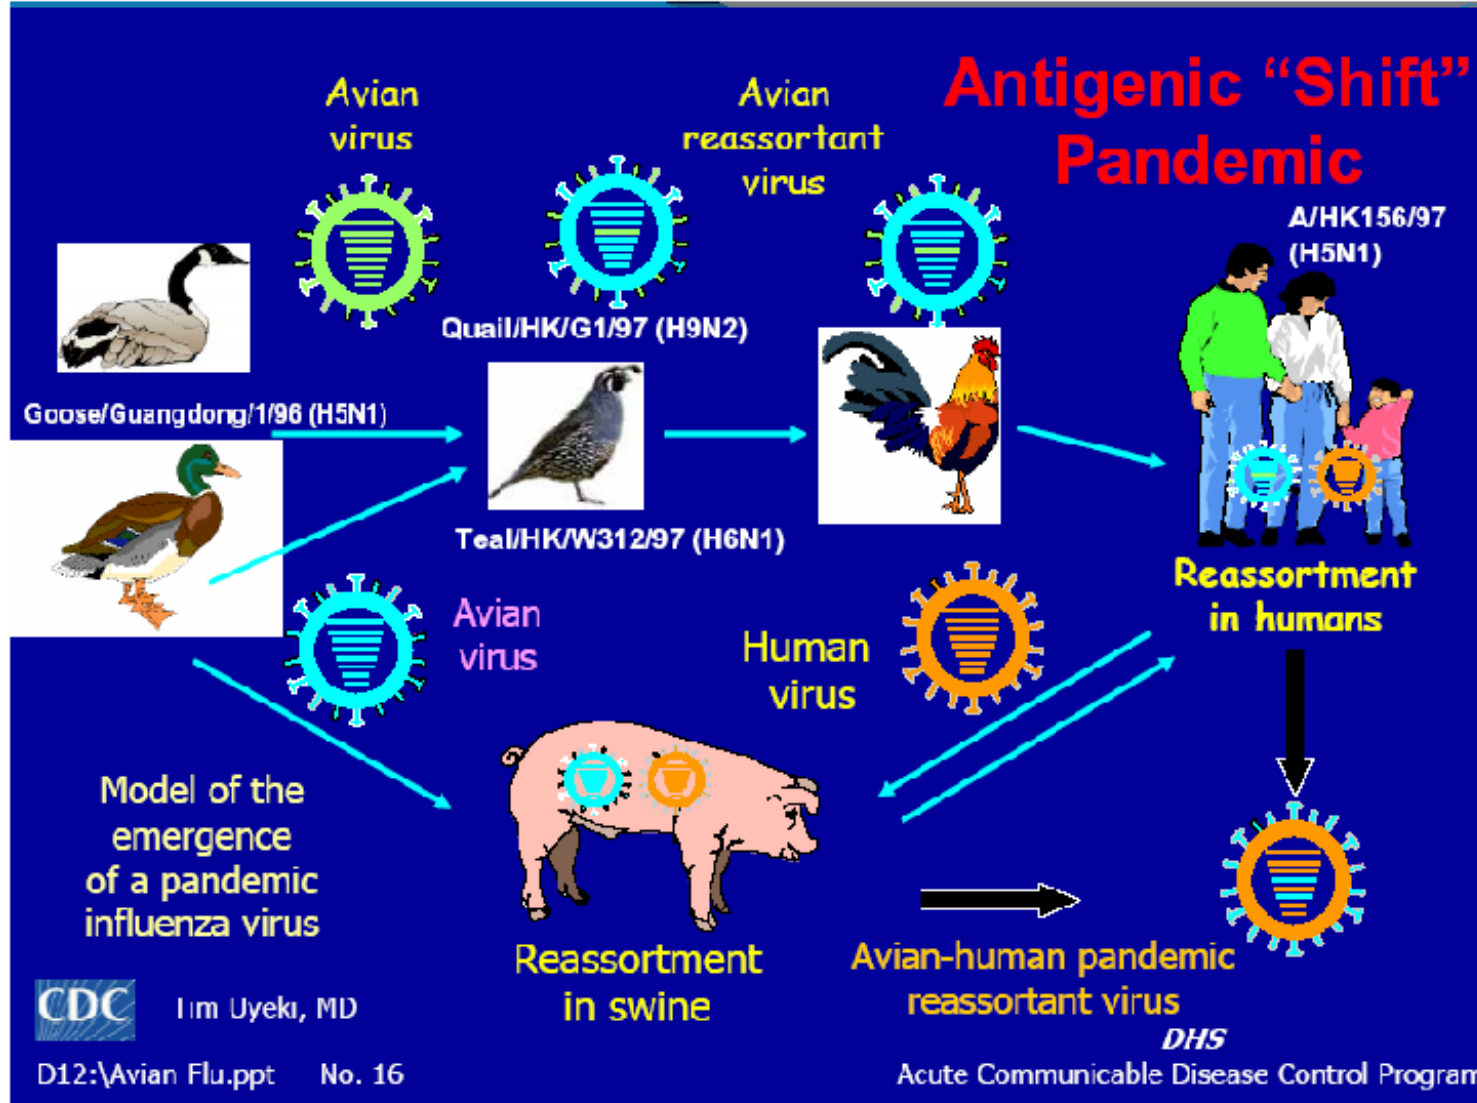 Antigenic “Shift”
Pandemic
Avian
virus
Avian
reassortant
virus
A/HK156/97
(H5N1)
Quail/HK/G1/97 (H9N2)
Goose/Guangdong/1/96 (H5N1)
Teal/HK/W312/97 (H6N1)
Reassortment
in humans
Avian
virus
Human
virus
Model of the
emergence
of a pandemic
influenza virus
Reassortment
in swine
Avian-human pandemic
reassortant virus
CDC
Tim Uyeki, MD
DHS
D12:\Avian Flu.ppt No. 16
Acute Communicable Disease Control Program